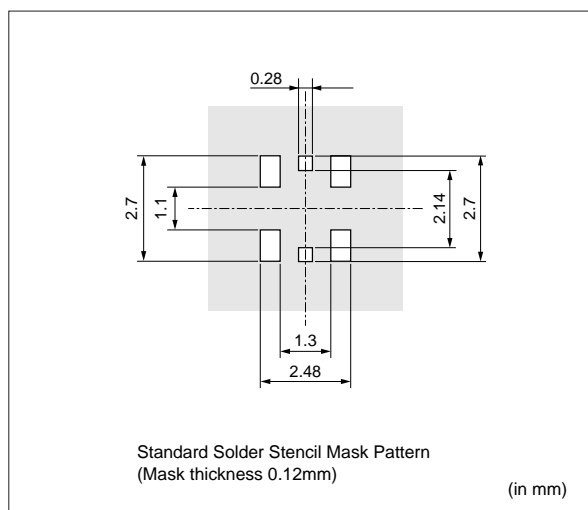 0.28
2.7
1.1
2.14
2.7
1.3
2.48
Standard Solder Stencil Mask Pattern
(Mask thickness 0.12mm)
(in mm)